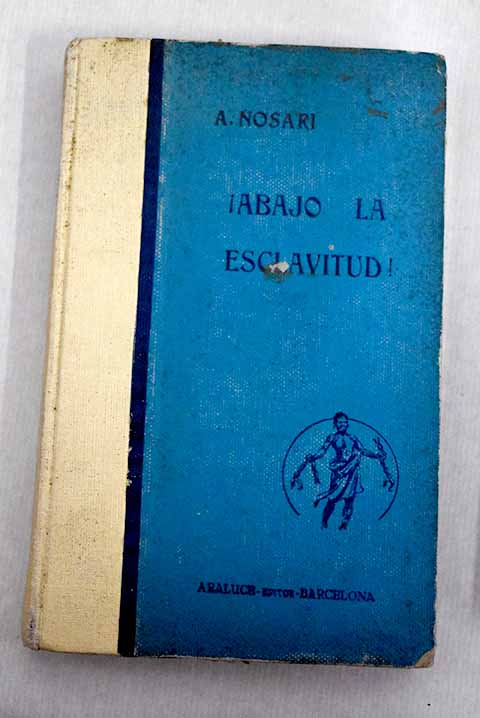 A. NOSARI
¡ABAJO LA
ESCLAVITUD!
ARALUCE-EDITOR-BARCELONA